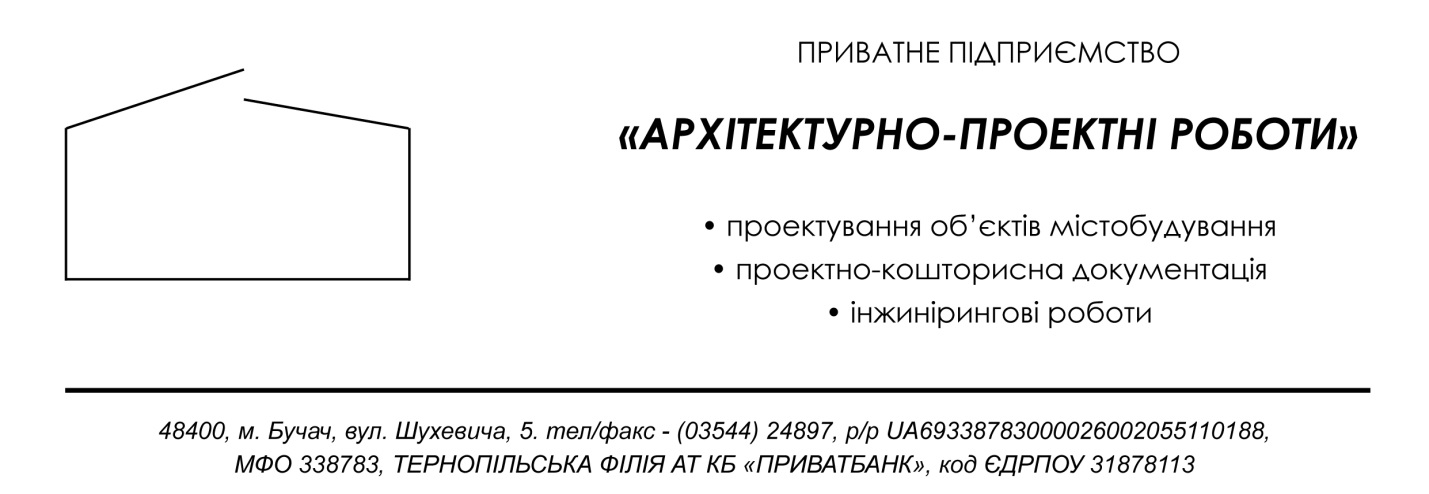 ПРИВАТНЕ ПІДПРИЄМСТВО
«АРХІТЕКТУРНО-ПРОЕКТНІ РОБОТИ»
• проектування об’єктів містобудування
• проектно-кошторисна документація
• інжинірингові роботи
48400, м. Бучач, вул. Шухевича, 5. тел/факс - (03544) 24897, р/р UA693387830000026002055110188,
МФО 338783, ТЕРНОПІЛЬСЬКА ФІЛІЯ АТ КБ «ПРИВАТБАНК», код ЄДРПОУ 31878113